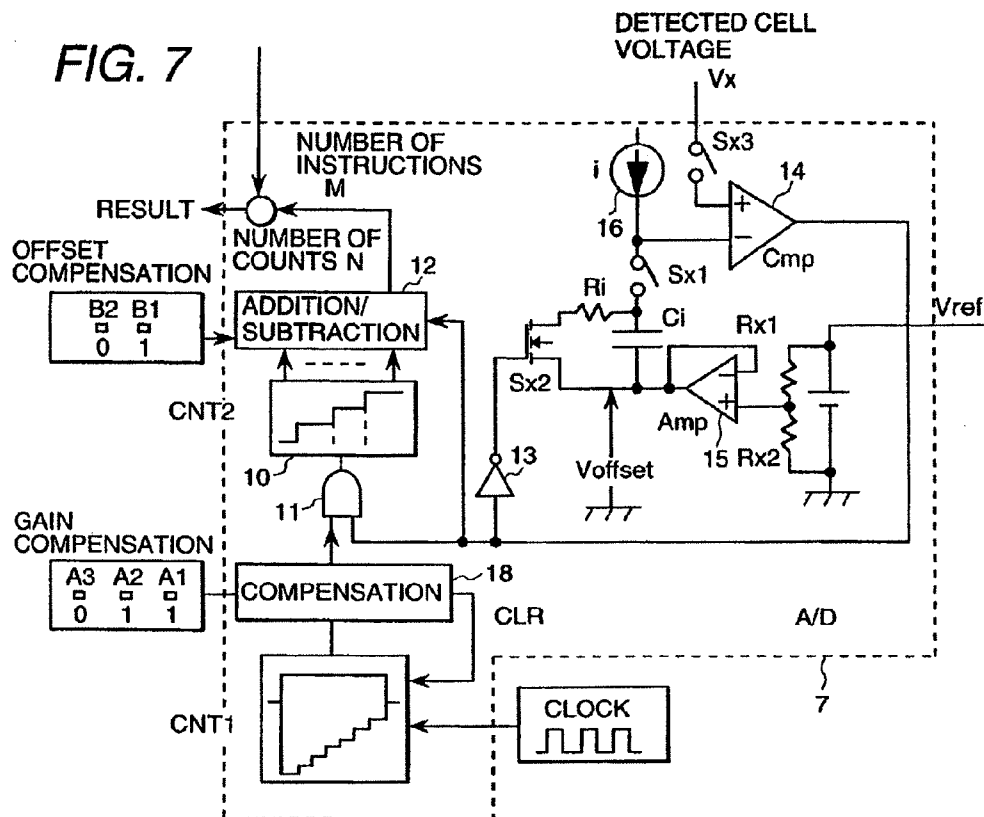 FIG. 7
DETECTED CELL
VOLTAGE
Vx
NUMBER OF
INSTRUCTIONS
M
i
16
Sx3
14
+
−
Cmp
RESULT
NUMBER OF
COUNTS N
12
OFFSET
COMPENSATION
B2 B1
0 1
ADDITION/
SUBTRACTION
Sx1
Ri
Ci
Rx1
Vref
Sx2
−
+
Amp
15
Rx2
CNT2
10
13
Voffset
11
GAIN
COMPENSATION
A3 A2 A1
0 1 1
COMPENSATION
18
CLR
A/D
CNT1
CLOCK
7